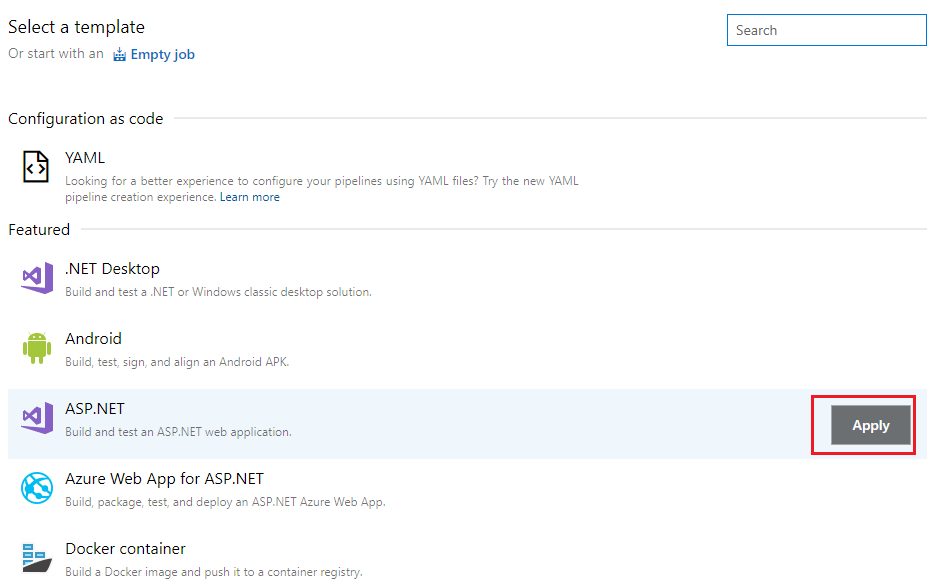 Select a template
Search
Or start with an Empty job
Configuration as code
YAML
Looking for a better experience to configure your pipelines using YAML files? Try the new YAML
pipeline creation experience. Learn more
Featured
.NET Desktop
Build and test a .NET or Windows classic desktop solution.
Android
Build, test, sign, and align an Android APK.
ASP.NET
Build and test an ASP.NET web application.
Apply
Azure Web App for ASP.NET
Build, package, test, and deploy an ASP.NET Azure Web App.
Docker container
Build a Docker image and push it to a container registry.